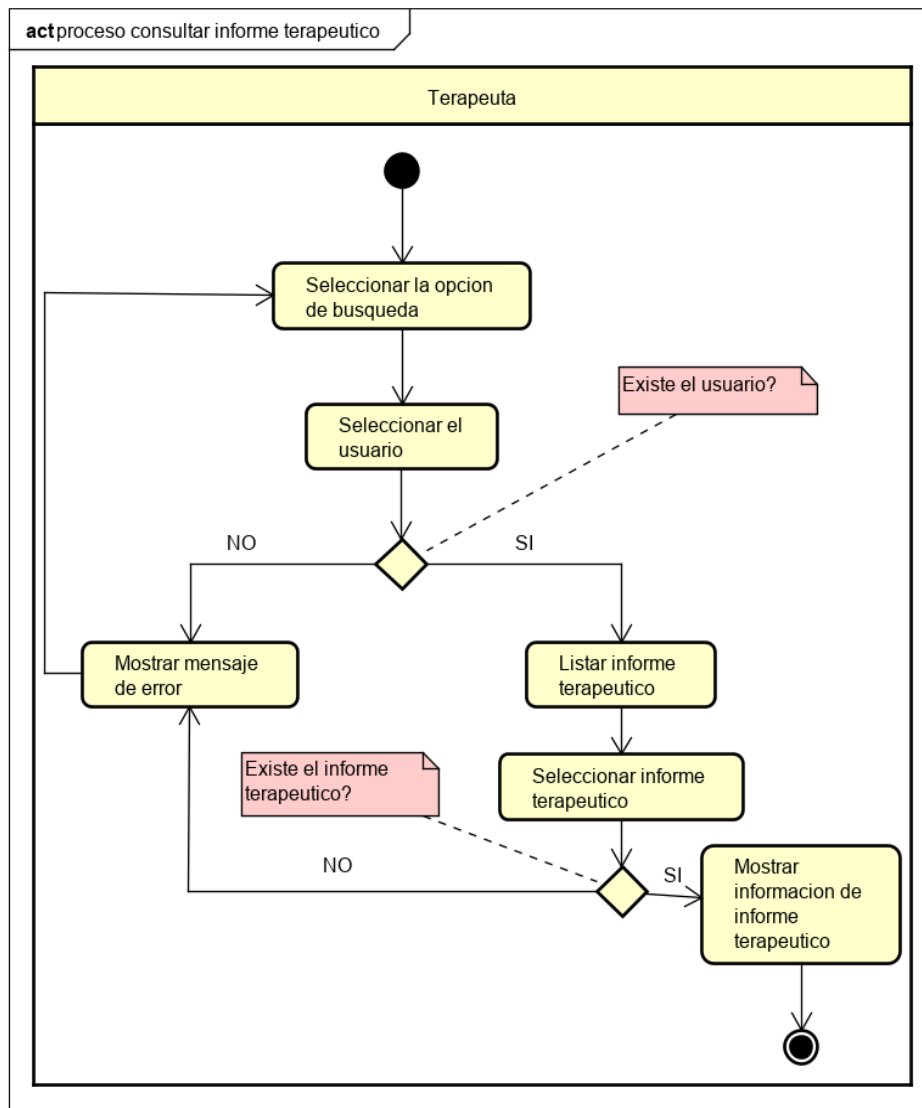 act proceso consultar informe terapeutico
Terapeuta
Seleccionar la opcion
de busqueda
Existe el usuario?
Seleccionar el
usuario
NO
SI
Mostrar mensaje
de error
Listar informe
terapeutico
Existe el informe
terapeutico?
Seleccionar informe
terapeutico
NO
SI
Mostrar
informacion de
informe
terapeutico